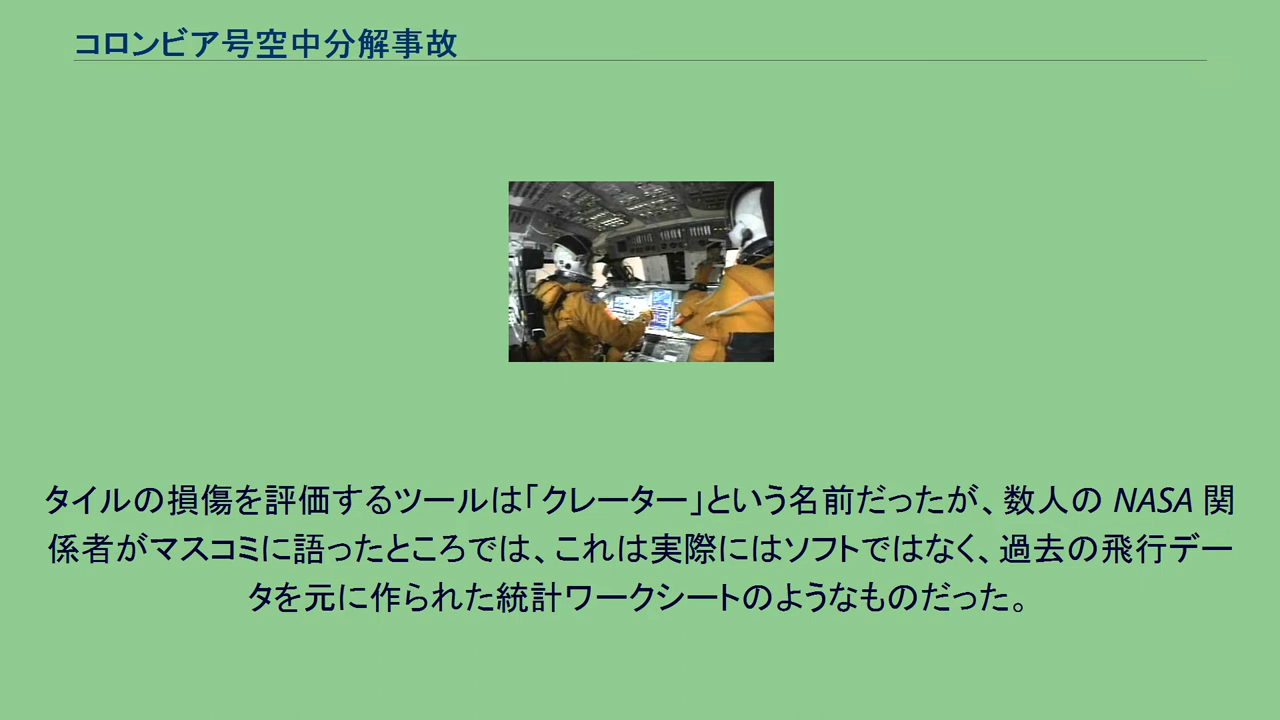 コロンビア号空中分解事故
タイルの損傷を評価するツールは「クレーター」という名前だったが、数人の NASA 関
係者がマスコミに語ったところでは、これは実際にはソフトではなく、過去の飛行デー
タを元に作られた統計ワークシートのようなものだった。